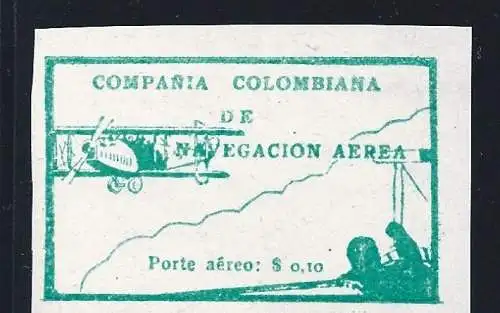 COMPAÑIA COLOMBIANA
DE
NAVEGACION AEREA
Porte aéreo: $ 0,10